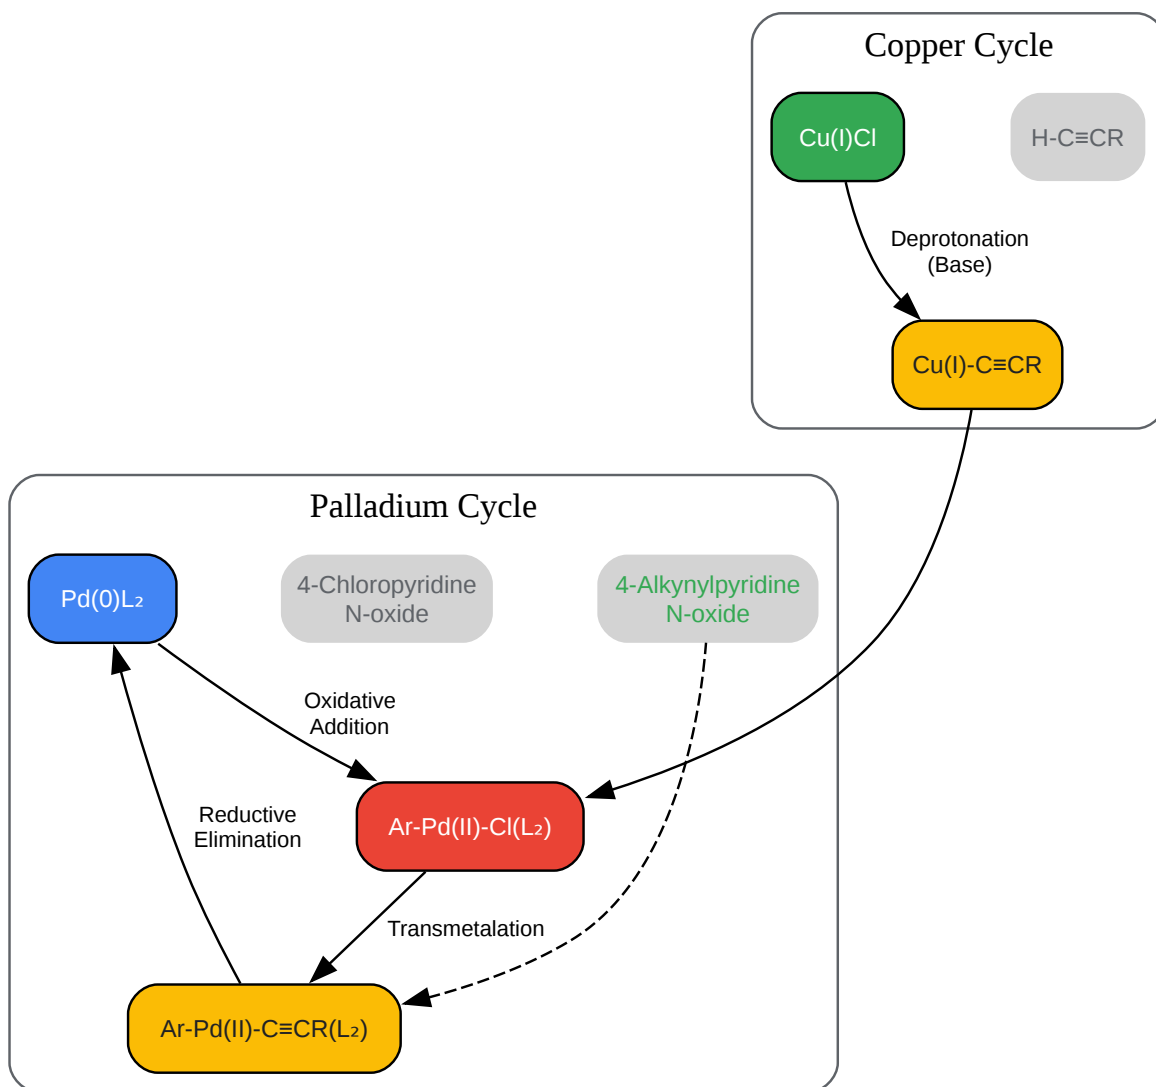 Copper Cycle
Cu(I)Cl
H-C≡CR
Deprotonation
(Base)
Cu(I)-C≡CR
Palladium Cycle
Pd(0)L₂
4-Chloropyridine
N-oxide
4-Alkynylpyridine
N-oxide
Oxidative
Addition
Reductive
Elimination
Ar-Pd(II)-Cl(L₂)
Transmetalation
Ar-Pd(II)-C≡CR(L₂)